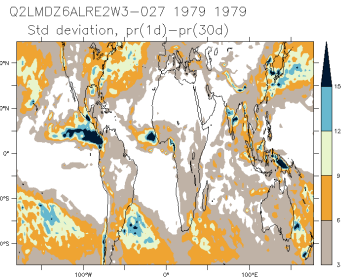 Q2LMDZ6ALRE2W3-027 1979 1979
Std deviation, pr(1d)-pr(30d)
0°
100°W 0° 100°E
15
12
9
6
3